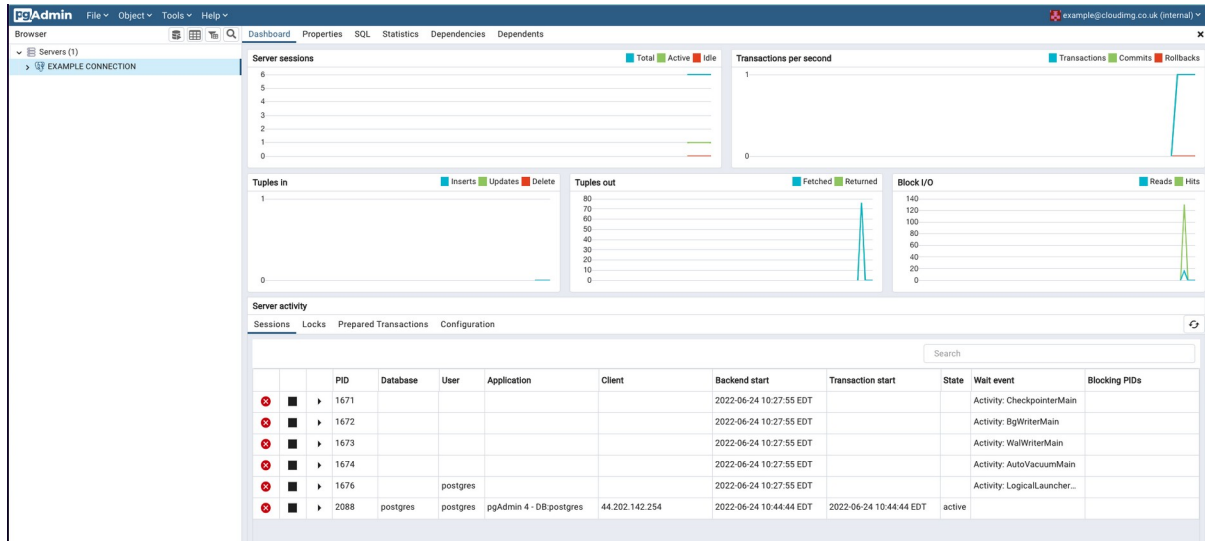 pgAdmin File Object Tools Help example@cloudimg.co.uk (internal)
Browser Dashboard Properties SQL Statistics Dependencies Dependents
Servers (1)
EXAMPLE CONNECTION
Server sessions Total Active Idle
6
5
4
3
2
1
0
Transactions per second Transactions Commits Rollbacks
1
0
Tuples in Inserts Updates Delete
1
0
Tuples out Fetched Returned
80
70
60
50
40
30
20
10
0
Block I/O Reads Hits
140
120
100
80
60
40
20
0
Server activity
Sessions Locks Prepared Transactions Configuration
Search
PID Database User Application Client Backend start Transaction start State Wait event Blocking PIDs
1671 2022-06-24 10:27:55 EDT Activity: CheckpointerMain
1672 2022-06-24 10:27:55 EDT Activity: BgWriterMain
1673 2022-06-24 10:27:55 EDT Activity: WalWriterMain
1674 2022-06-24 10:27:55 EDT Activity: AutoVacuumMain
1676 postgres 2022-06-24 10:27:55 EDT Activity: LogicalLauncher...
2088 postgres postgres pgAdmin 4 - DB:postgres 44.202.142.254 2022-06-24 10:44:44 EDT 2022-06-24 10:44:44 EDT active